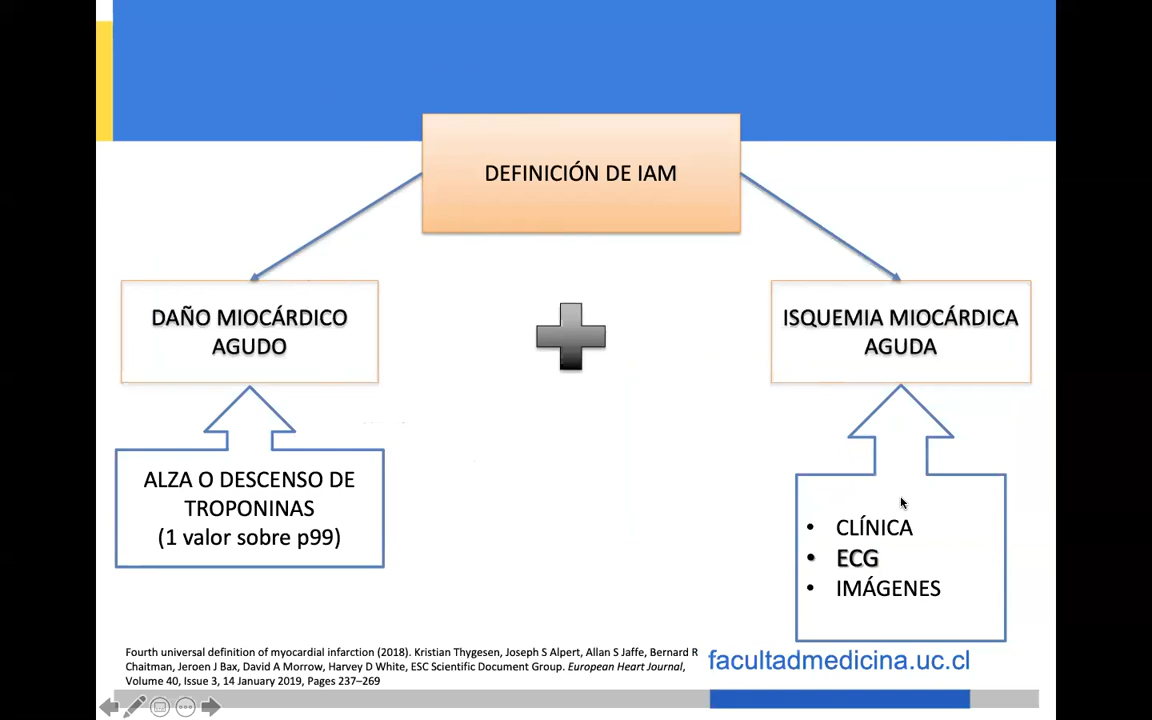 DEFINICIÓN DE IAM
DAÑO MIOCÁRDICO
AGUDO
ISQUEMIA MIOCÁRDICA
AGUDA
ALZA O DESCENSO DE
TROPONINAS
(1 valor sobre p99)
• CLÍNICA
• ECG
• IMÁGENES
Fourth universal definition of myocardial infarction (2018). Kristian Thygesen, Joseph S Alpert, Allan S Jaffe, Bernard R
Chaitman, Jeroen J Bax, David A Morrow, Harvey D White, ESC Scientific Document Group. European Heart Journal,
Volume 40, Issue 3, 14 January 2019, Pages 237–269
facultadmedicina.uc.cl